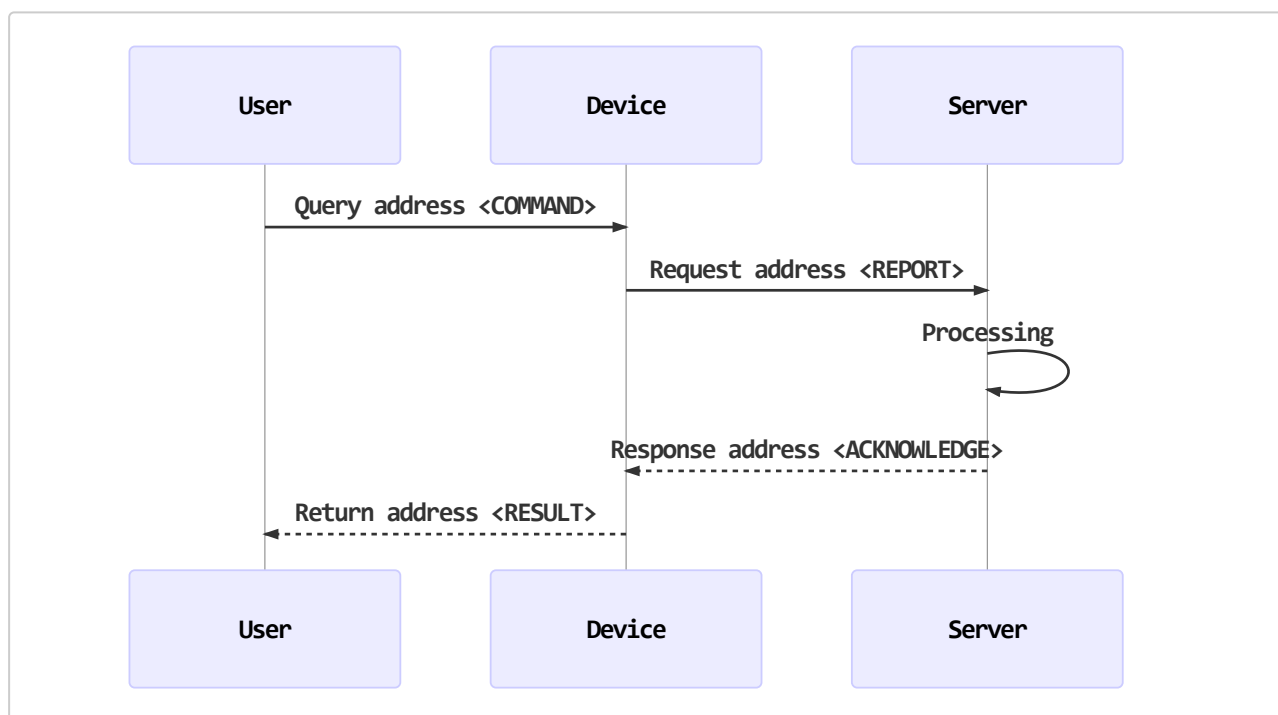 User
Device
Server
Query address <COMMAND>
Request address <REPORT>
Processing
Response address <ACKNOWLEDGE>
Return address <RESULT>
User
Device
Server